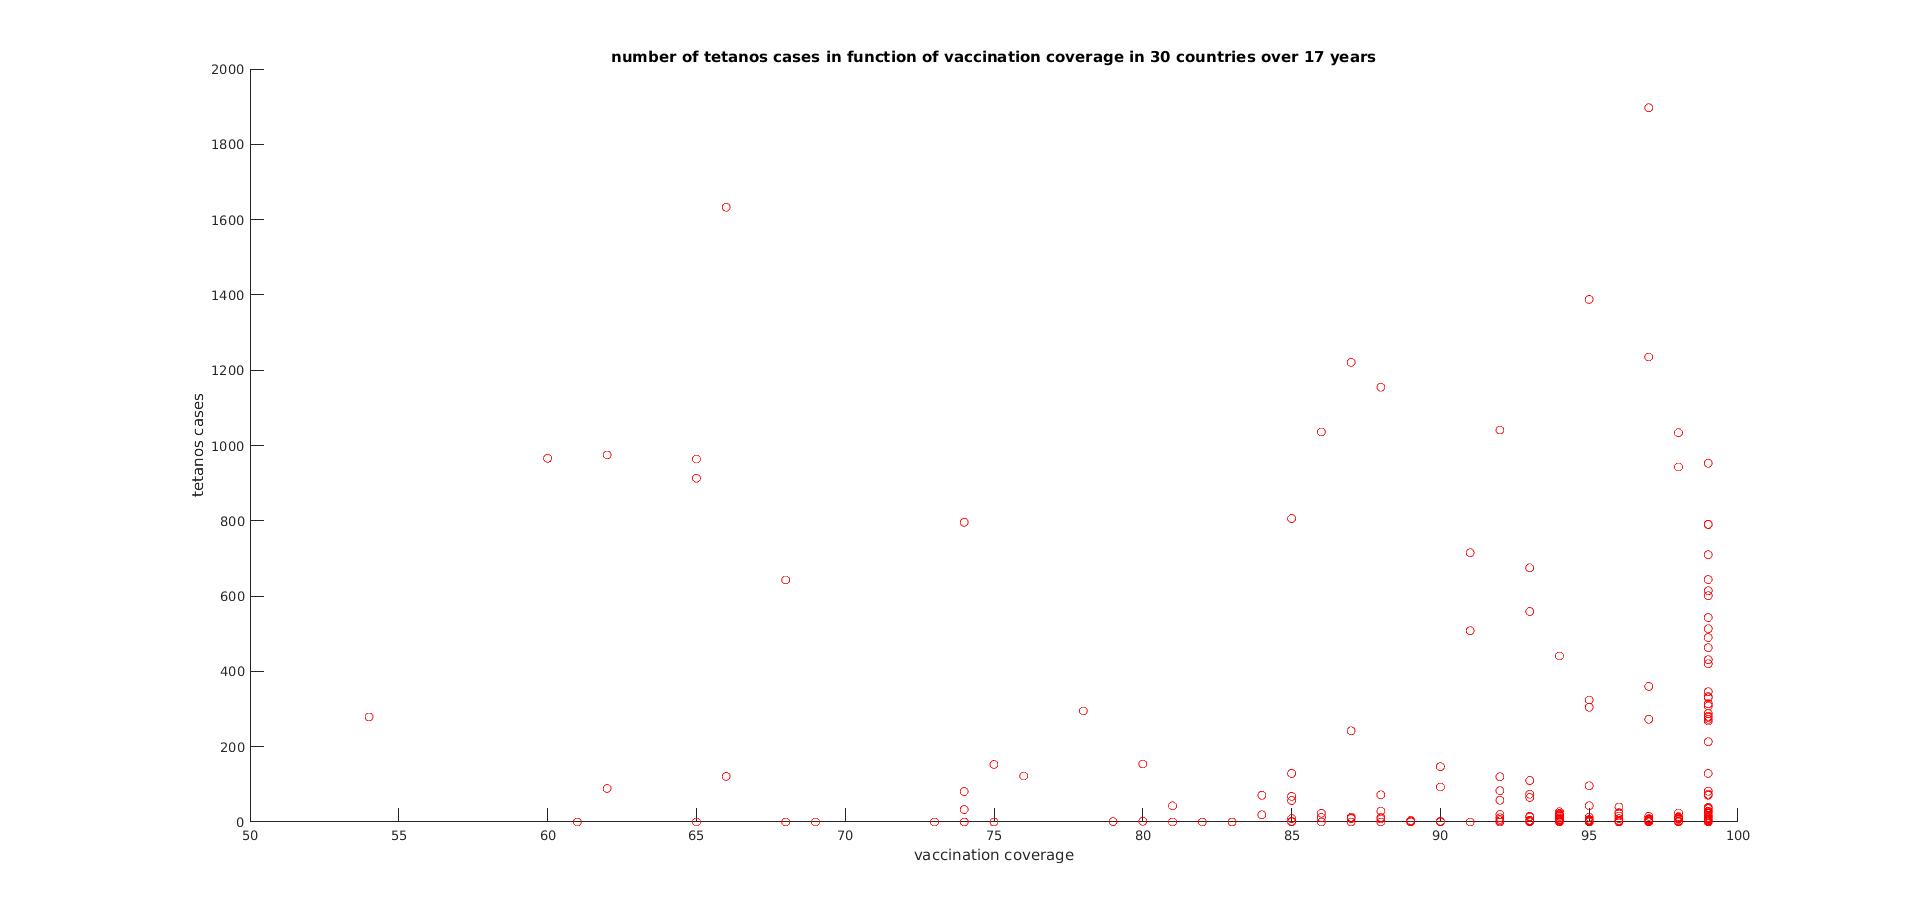 number of tetanos cases in function of vaccination coverage in 30 countries over 17 years
2000
1800
1600
1400
1200
1000
800
600
400
200
0
tetanos cases
50 55 60 65 70 75 80 85 90 95 100
vaccination coverage